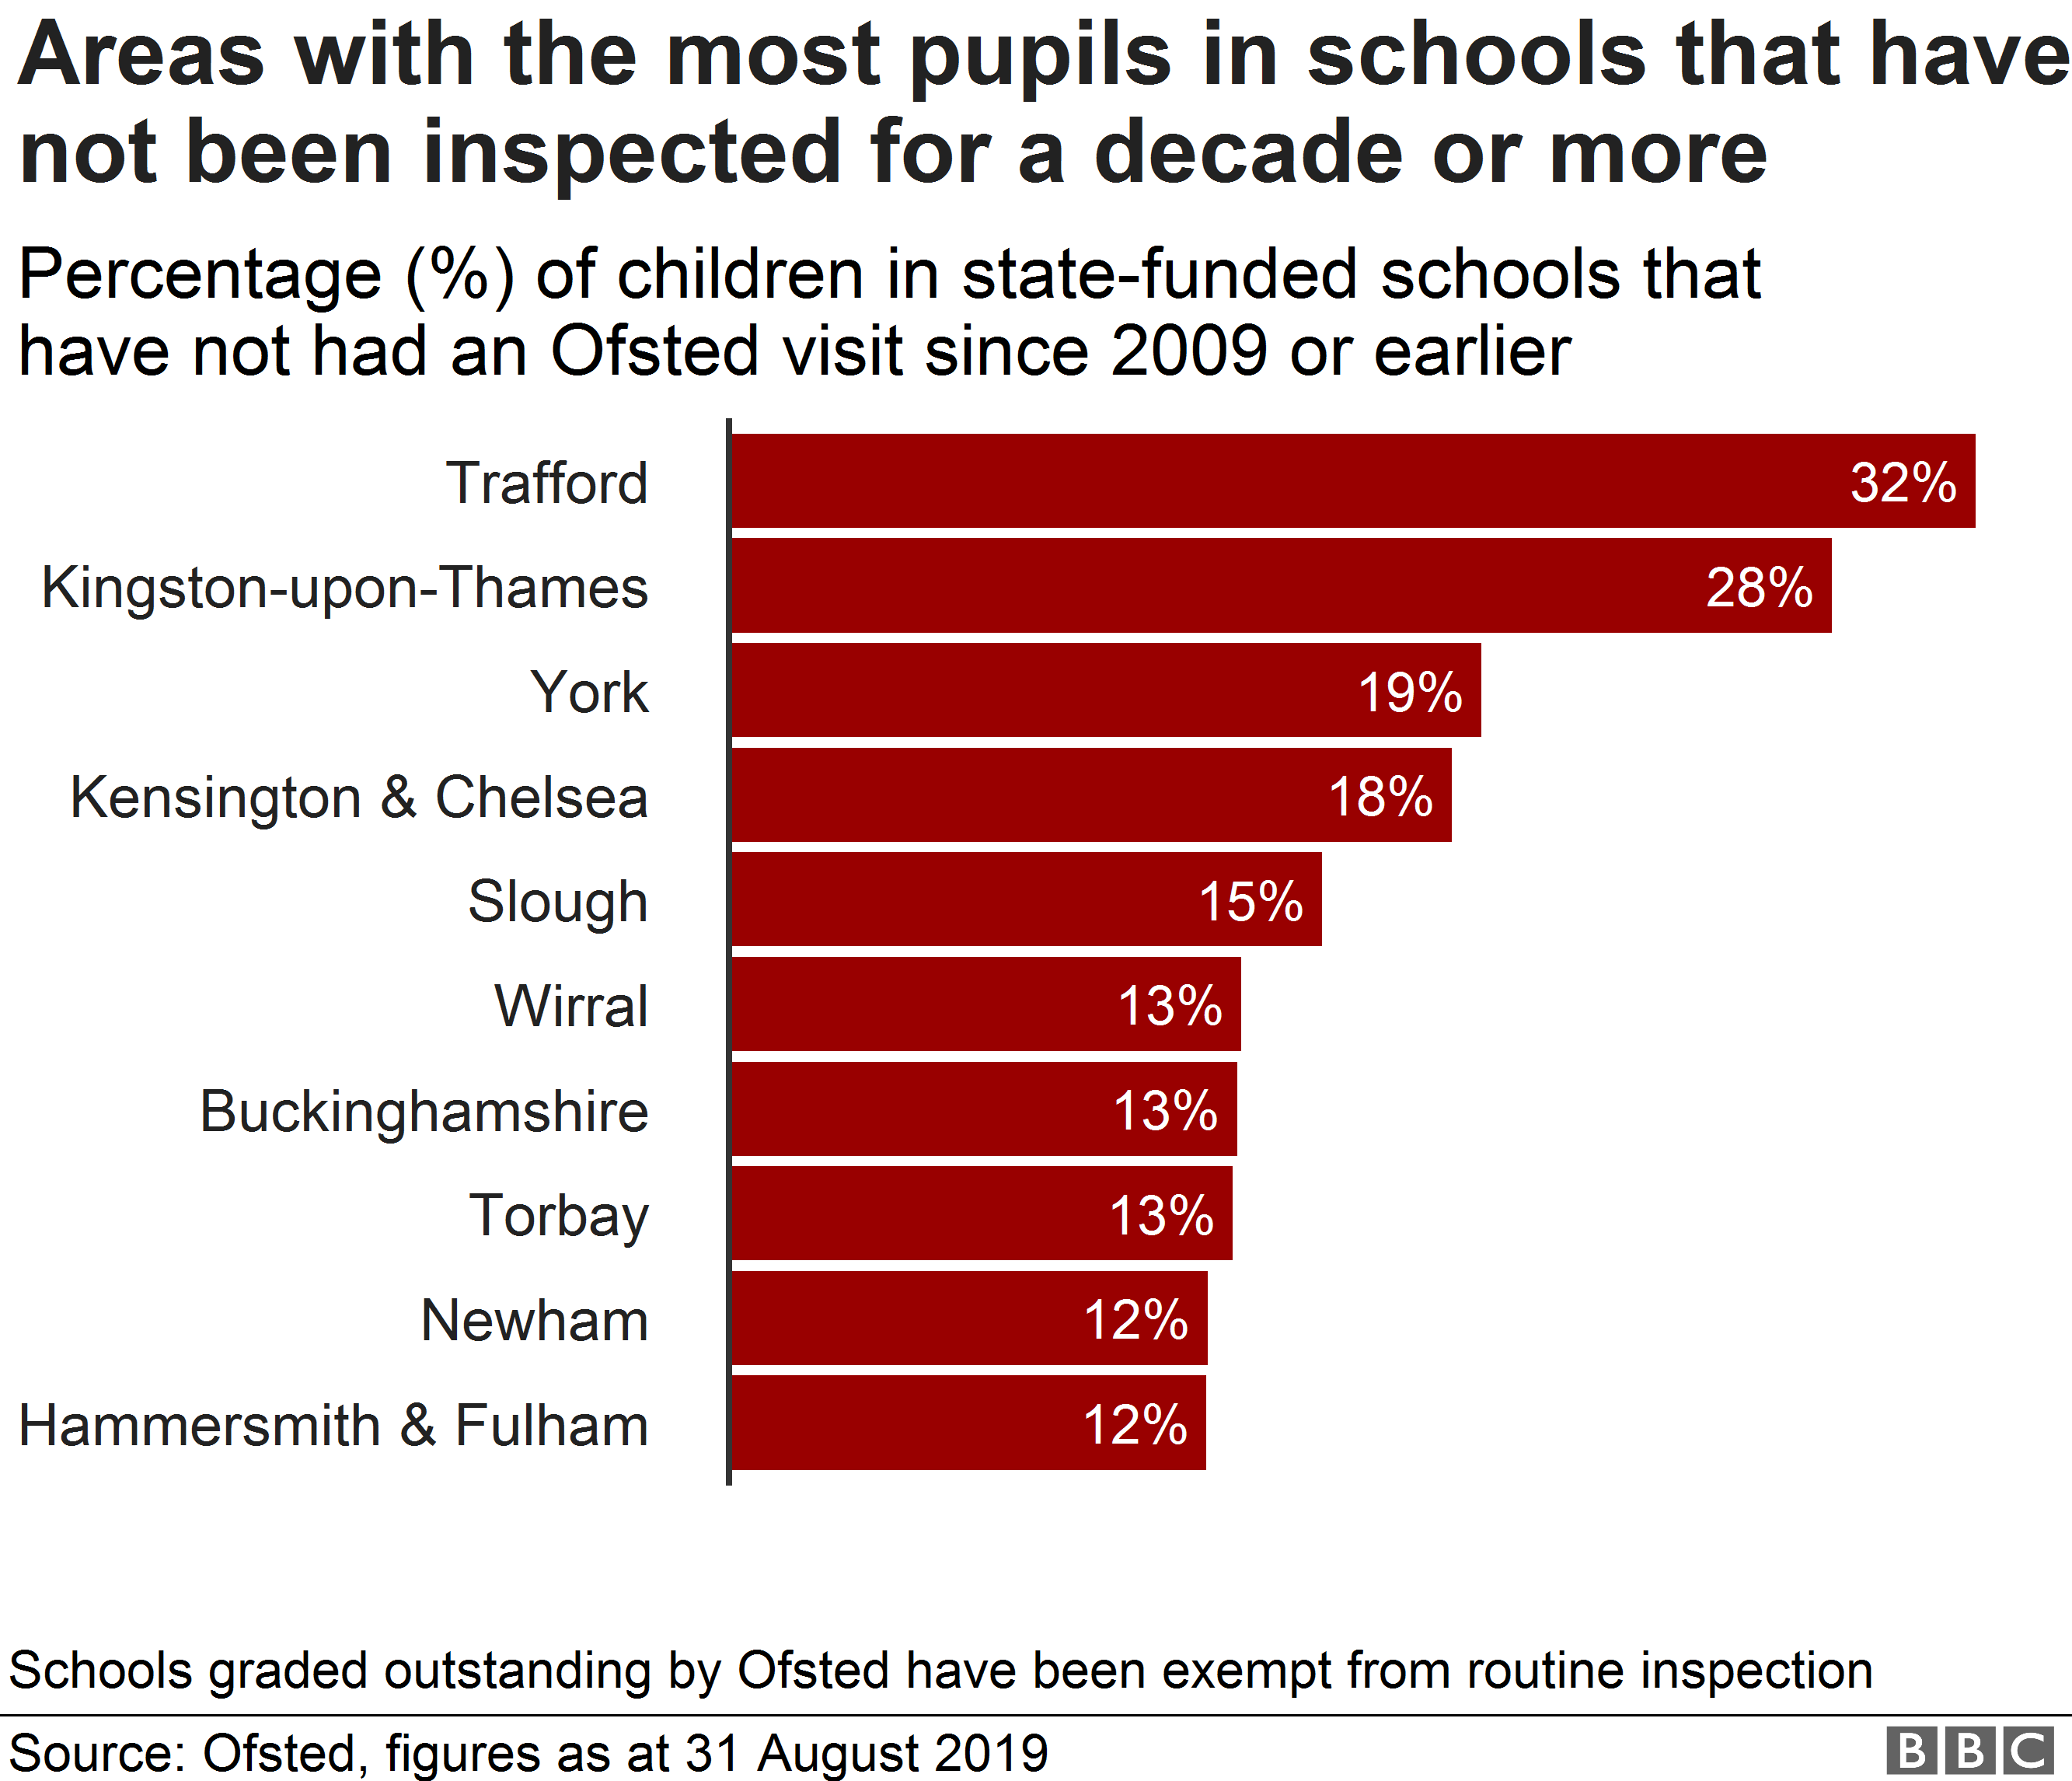 Areas with the most pupils in schools that have
not been inspected for a decade or more
Percentage (%) of children in state-funded schools that
have not had an Ofsted visit since 2009 or earlier
Trafford 32%
Kingston-upon-Thames 28%
York 19%
Kensington & Chelsea 18%
Slough 15%
Wirral 13%
Buckinghamshire 13%
Torbay 13%
Newham 12%
Hammersmith & Fulham 12%
Schools graded outstanding by Ofsted have been exempt from routine inspection
Source: Ofsted, figures as at 31 August 2019 BBC